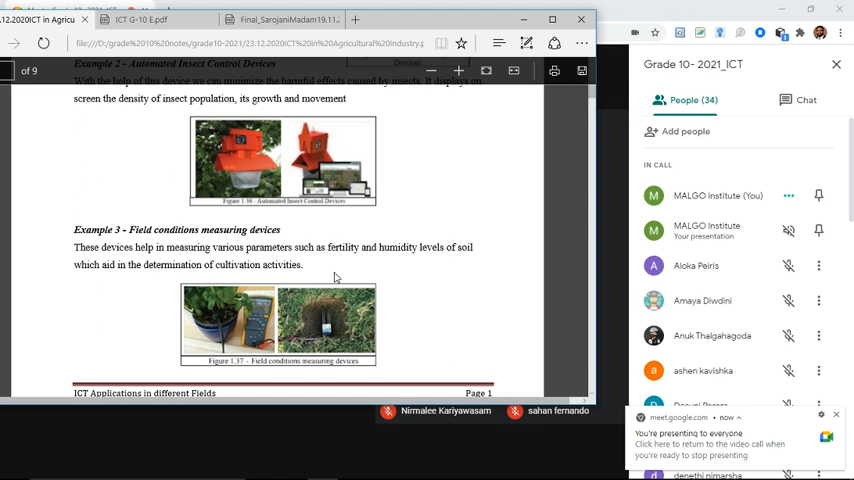 2.12.2020ICT in Agricu
ICT G-10 E.pdf
Final_SarojaniMadam19.11.2
file:///D:/grade%2010%20notes/grade10-2021/23.12.2020ICT%20in%20Agricultural%20Industry.p
of 9
Example 2 - Automated Insect Control Devices
Devices
With the help of this device we can minimize the harmful effects caused by insects. It displays on
screen the density of insect population, its growth and movement
Figure 1.36 - Automated Insect Control Devices
Example 3 - Field conditions measuring devices
These devices help in measuring various parameters such as fertility and humidity levels of soil
which aid in the determination of cultivation activities.
Figure 1.37 - Field conditions measuring devices
ICT Applications in different Fields Page 1
Nirmalee Kariyawasam
sahan fernando
Grade 10- 2021_ICT
People (34)
Chat
Add people
IN CALL
M
MALGO Institute (You)
M
MALGO Institute
Your presentation
A
Aloka Peiris
Amaya Diwdini
Anuk Thalgahagoda
a
ashen kavishka
meet.google.com • now
You're presenting to everyone
Click here to return to the video call when
you're ready to stop presenting
denethi nimarsha